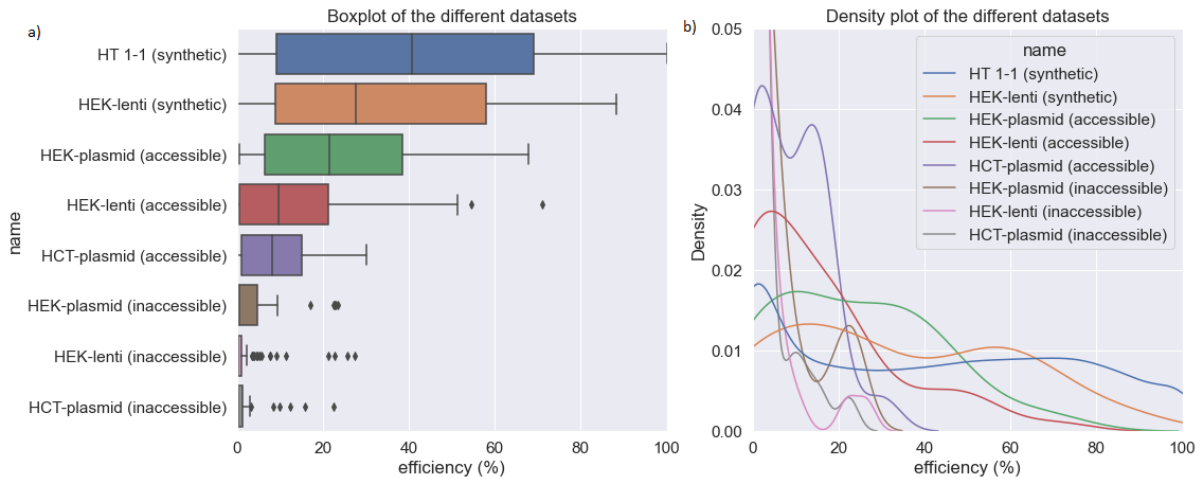 a)
Boxplot of the different datasets
name
HT 1-1 (synthetic)
HEK-lenti (synthetic)
HEK-plasmid (accessible)
HEK-lenti (accessible)
HCT-plasmid (accessible)
HEK-plasmid (inaccessible)
HEK-lenti (inaccessible)
HCT-plasmid (inaccessible)
0 20 40 60 80 100
efficiency (%)
b)
Density plot of the different datasets
Density
0.05
0.04
0.03
0.02
0.01
0.00
name
HT 1-1 (synthetic)
HEK-lenti (synthetic)
HEK-plasmid (accessible)
HEK-lenti (accessible)
HCT-plasmid (accessible)
HEK-plasmid (inaccessible)
HEK-lenti (inaccessible)
HCT-plasmid (inaccessible)
0 20 40 60 80 100
efficiency (%)